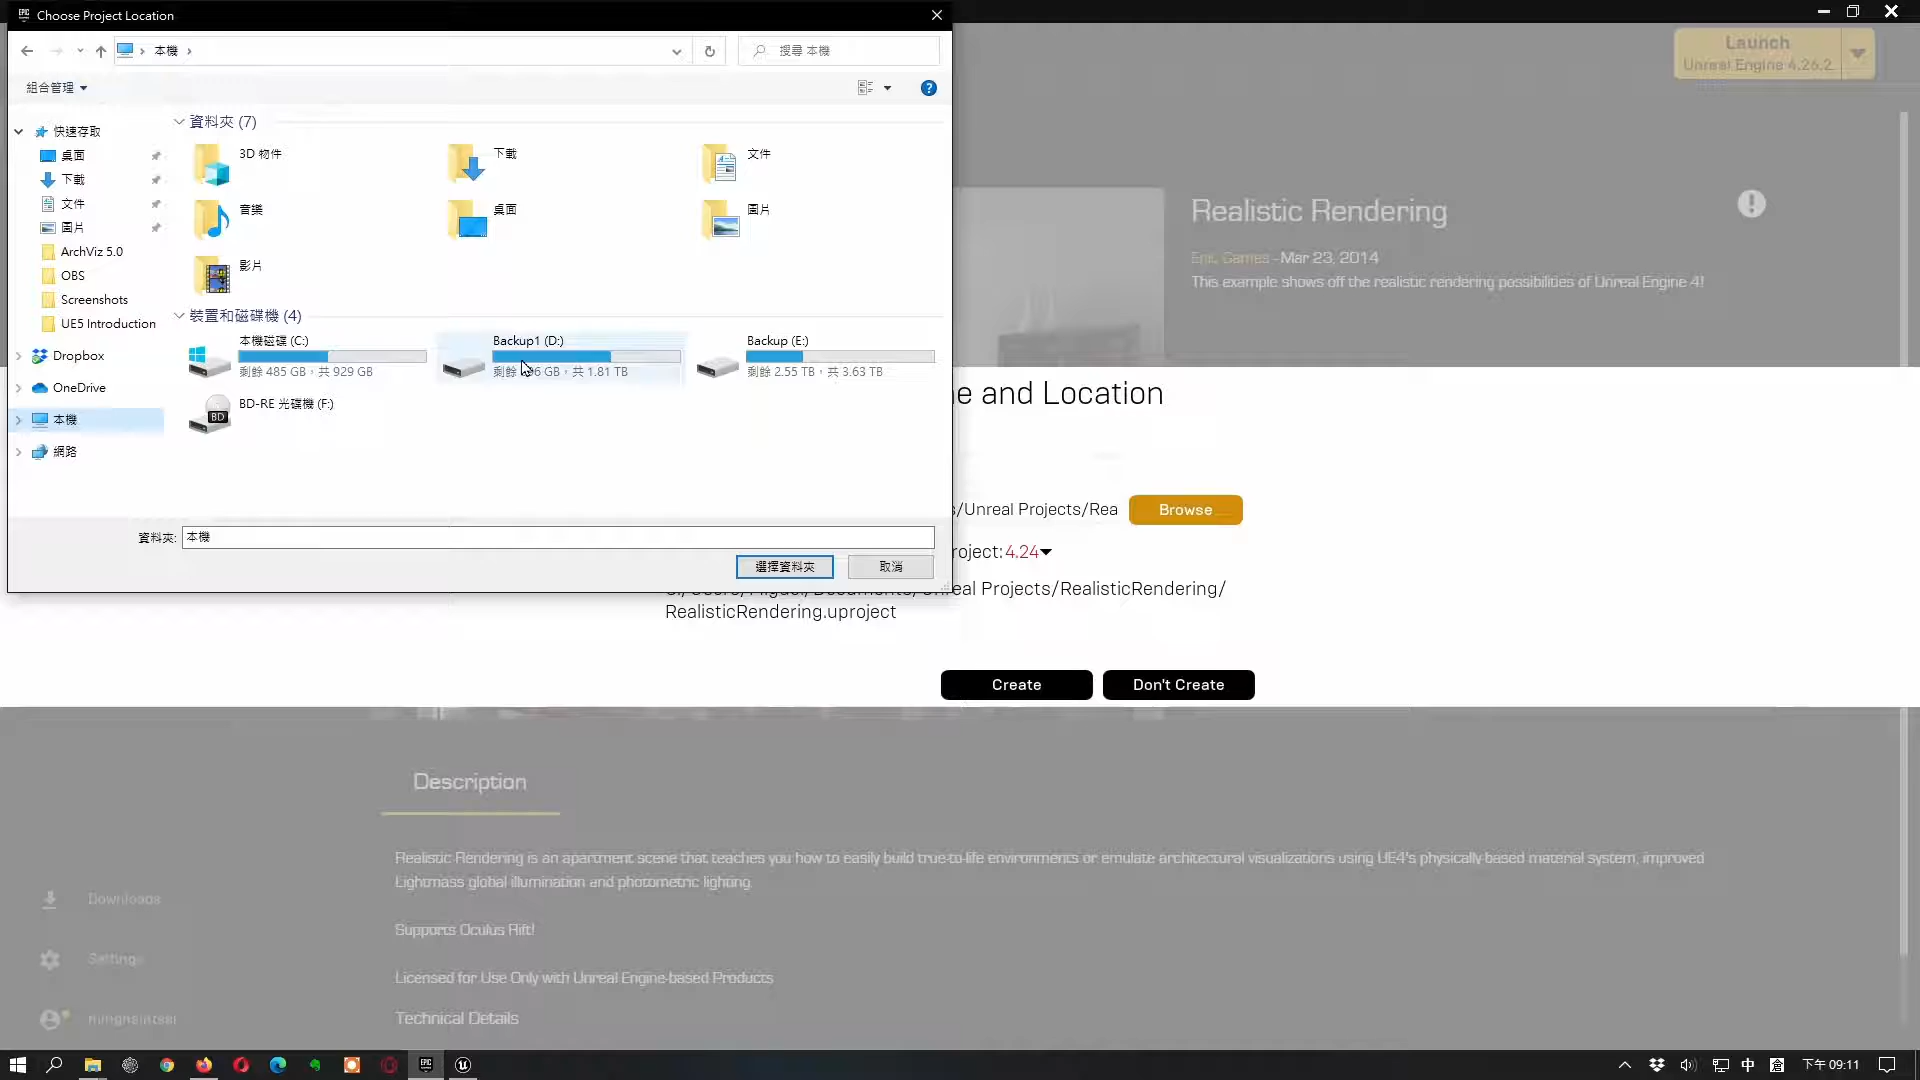 Choose Project Location
本機
搜尋 本機
組合管理
快速存取
桌面
下載
文件
圖片
ArchViz 5.0
OBS
Screenshots
UE5 Introduction
Dropbox
OneDrive
本機
網路
資料夾 (7)
3D 物件
下載
文件
音樂
桌面
圖片
影片
裝置和磁碟機 (4)
本機磁碟 (C:)
剩餘 485 GB，共 929 GB
Backup1 (D:)
剩餘 6 GB，共 1.81 TB
Backup (E:)
剩餘 2.55 TB，共 3.63 TB
BD-RE 光碟機 (F:)
BD
資料夾:
本機
選擇資料夾
取消
Launch
Unreal Engine 4.26.2
Realistic Rendering
Epic Games - Mar 23, 2014
This example shows off the realistic rendering possibilities of Unreal Engine 4!
e and Location
s/Unreal Projects/Rea
Browse
roject: 4.24
C:/Users/Miguel/Documents/Unreal Projects/RealisticRendering/
RealisticRendering.uproject
Create
Don't Create
Description
Realistic Rendering is an apartment scene that teaches you how to easily build true-to-life environments or emulate architectural visualizations using UE4's physically based material system, improved
Lightmass global illumination and photometric lighting.
Supports Oculus Rift!
Licensed for Use Only with Unreal Engine-based Products
Technical Details
Downloads
Settings
中
下午 09:11